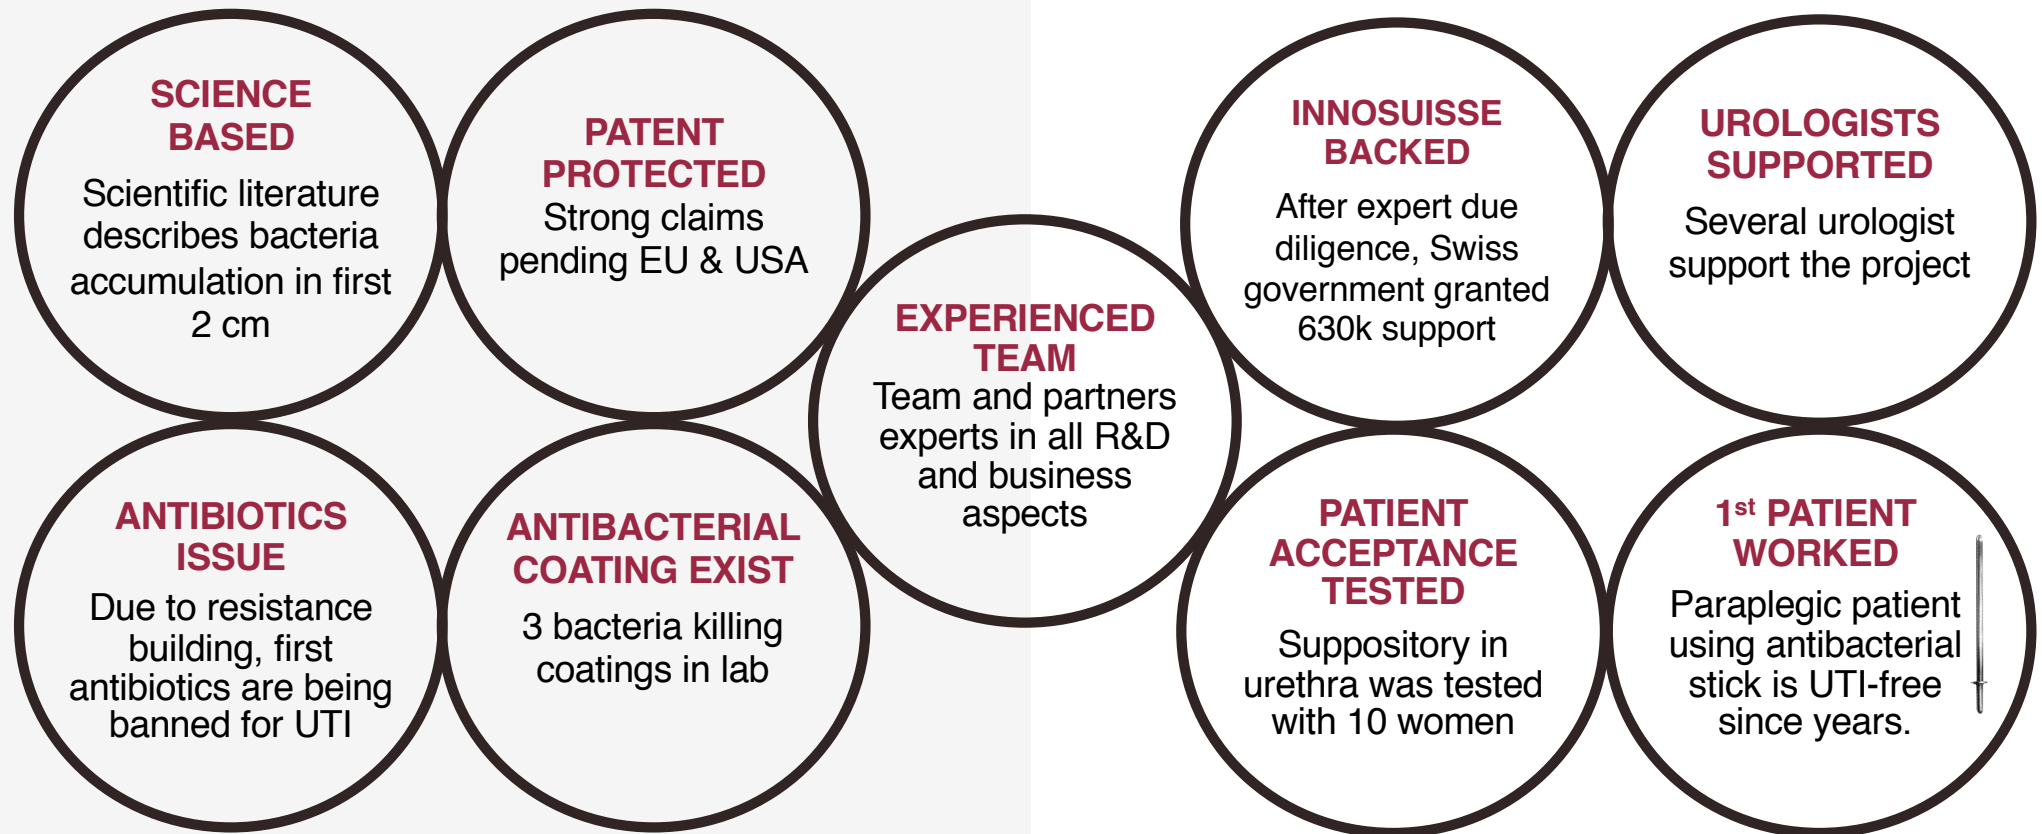 SCIENCE
BASED
Scientific literature
describes bacteria
accumulation in first
2 cm
PATENT
PROTECTED
Strong claims
pending EU & USA
ANTIBIOTICS
ISSUE
Due to resistance
building, first
antibiotics are being
banned for UTI
ANTIBACTERIAL
COATING EXIST
3 bacteria killing
coatings in lab
EXPERIENCED
TEAM
Team and partners
experts in all R&D
and business
aspects
INNOSUISSE
BACKED
After expert due
diligence, Swiss
government granted
630k support
UROLOGISTS
SUPPORTED
Several urologist
support the project
PATIENT
ACCEPTANCE
TESTED
Suppository in
urethra was tested
with 10 women
1st PATIENT
WORKED
Paraplegic patient
using antibacterial
stick is UTI-free
since years.